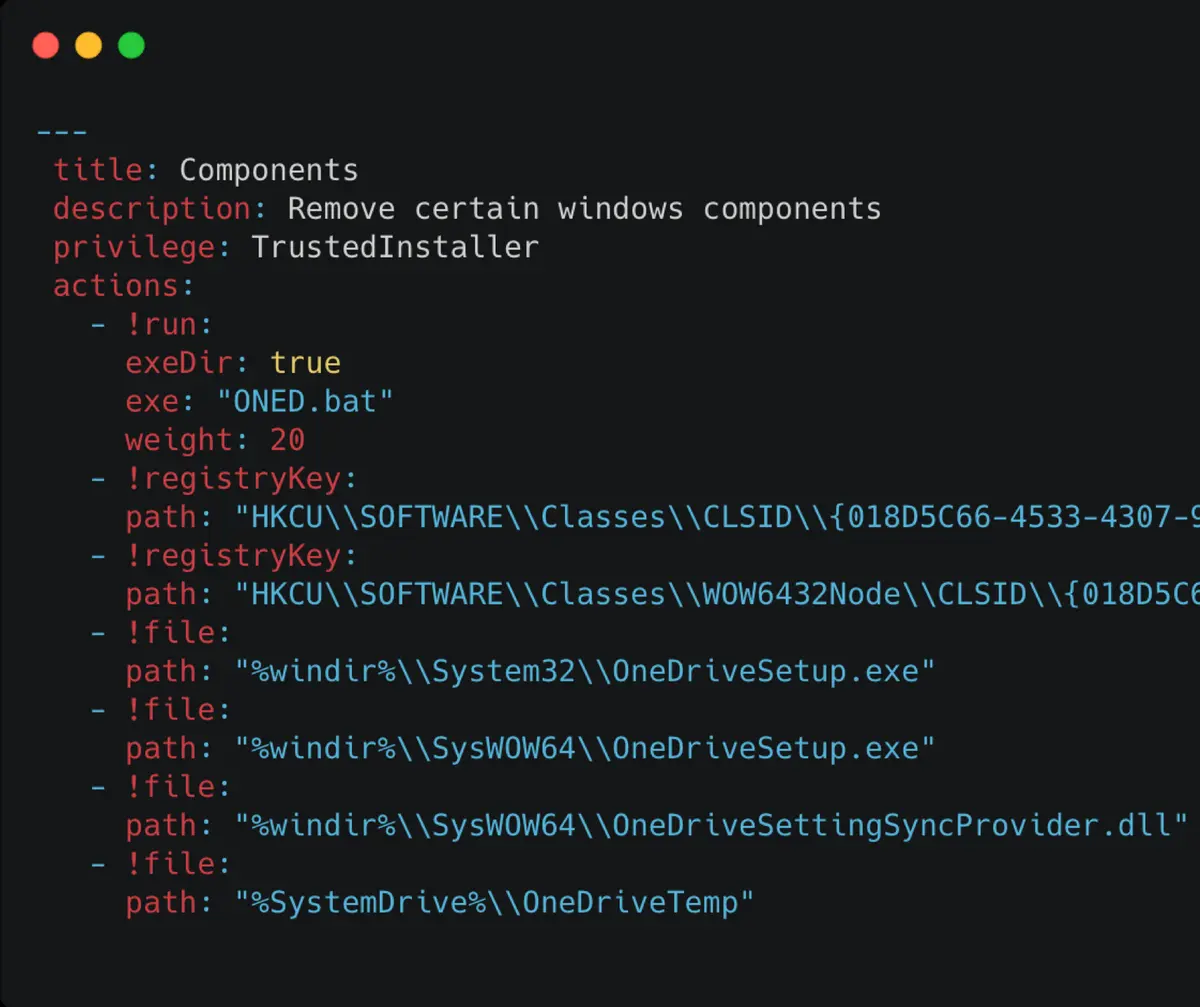 ---
title: Components
description: Remove certain windows components
privilege: TrustedInstaller
actions:
- !run:
exeDir: true
exe: "ONED.bat"
weight: 20
- !registryKey:
path: "HKCU\\SOFTWARE\\Classes\\CLSID\\{018D5C66-4533-4307-9
- !registryKey:
path: "HKCU\\SOFTWARE\\Classes\\WOW6432Node\\CLSID\\{018D5C6
- !file:
path: "%windir%\\System32\\OneDriveSetup.exe"
- !file:
path: "%windir%\\SysWOW64\\OneDriveSetup.exe"
- !file:
path: "%windir%\\SysWOW64\\OneDriveSettingSyncProvider.dll"
- !file:
path: "%SystemDrive%\\OneDriveTemp"